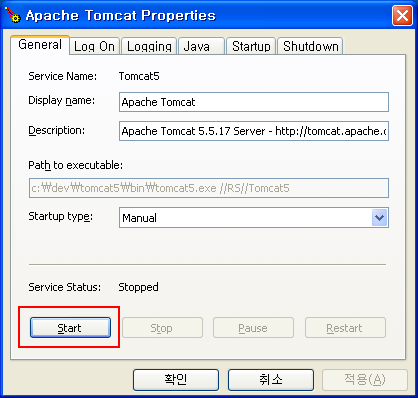 Apache Tomcat Properties
General Log On Logging Java Startup Shutdown
Service Name: Tomcat5
Display name: Apache Tomcat
Description: Apache Tomcat 5.5.17 Server - http://tomcat.apache.o
Path to executable:
c:₩dev₩tomcat5₩bin₩tomcat5.exe //RS//Tomcat5
Startup type: Manual
Service Status: Stopped
Start Stop Pause Restart
확인 취소 적용(A)